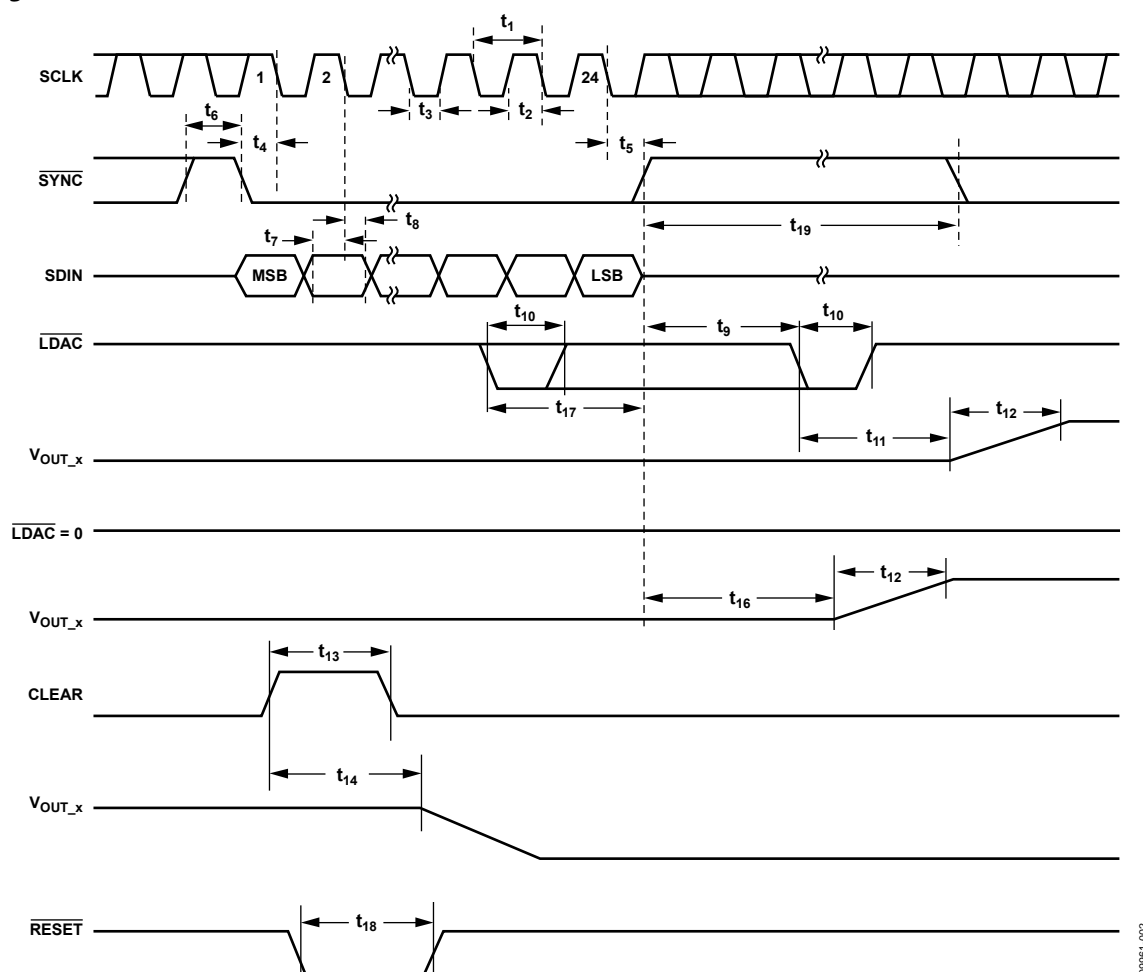 g
t1
SCLK
1
2
24
t3
t2
t6
t4
t5
SYNC
t8
t19
t7
SDIN
MSB
LSB
t10
t9
t10
LDAC
t17
t12
t11
VOUT_x
LDAC = 0
t12
t16
VOUT_x
t13
CLEAR
t14
VOUT_x
t18
RESET